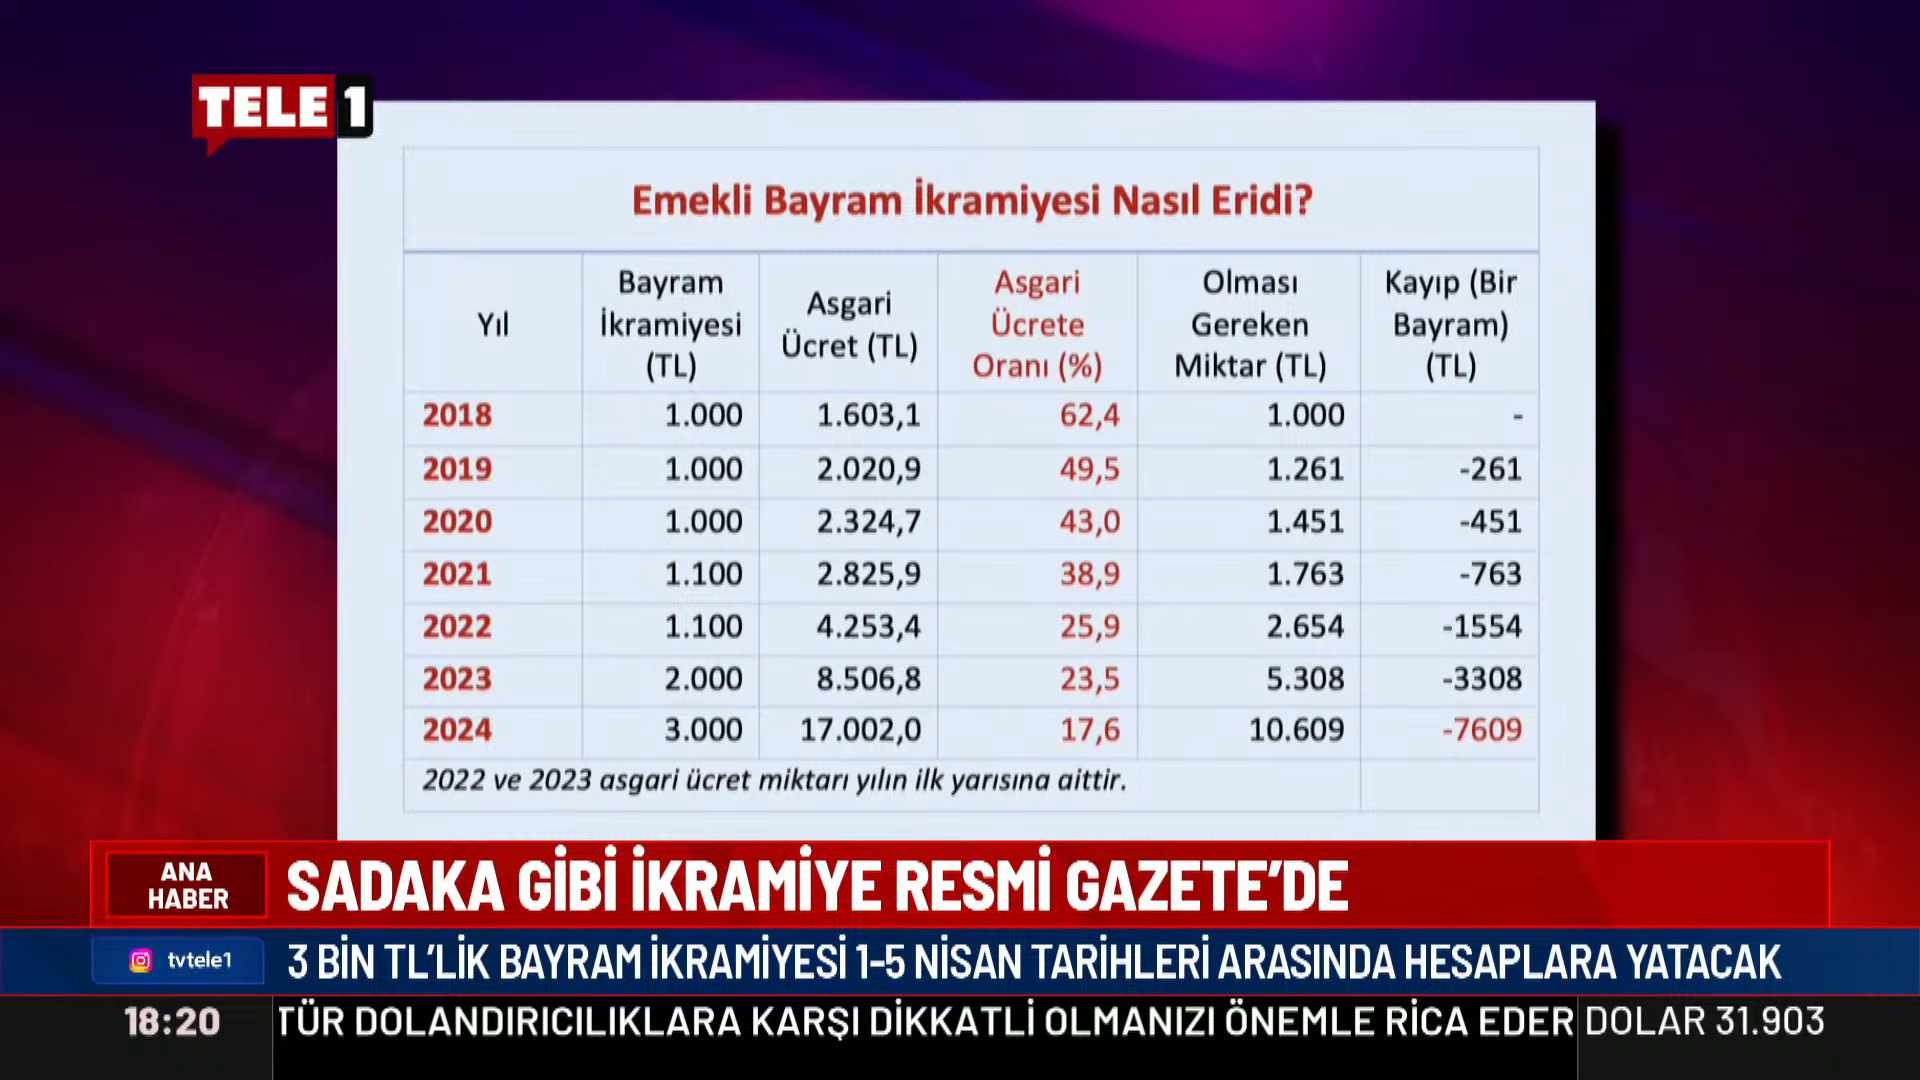 TELE1
Emekli Bayram İkramiyesi Nasıl Eridi?
Yıl Bayram İkramiyesi (TL) Asgari Ücret (TL) Asgari Ücrete Oranı (%) Olması Gereken Miktar (TL) Kayıp (Bir Bayram) (TL)
2018 1.000 1.603,1 62,4 1.000 -
2019 1.000 2.020,9 49,5 1.261 -261
2020 1.000 2.324,7 43,0 1.451 -451
2021 1.100 2.825,9 38,9 1.763 -763
2022 1.100 4.253,4 25,9 2.654 -1554
2023 2.000 8.506,8 23,5 5.308 -3308
2024 3.000 17.002,0 17,6 10.609 -7609
2022 ve 2023 asgari ücret miktarı yılın ilk yarısına aittir.
ANA HABER
SADAKA GİBİ İKRAMİYE RESMİ GAZETE'DE
tvtele1
3 BİN TL'LİK BAYRAM İKRAMİYESİ 1-5 NİSAN TARİHLERİ ARASINDA HESAPLARA YATACAK
18:20
TÜR DOLANDIRICILIKLARA KARŞI DİKKATLİ OLMANIZI ÖNEMLE RİCA EDER
DOLAR 31.903